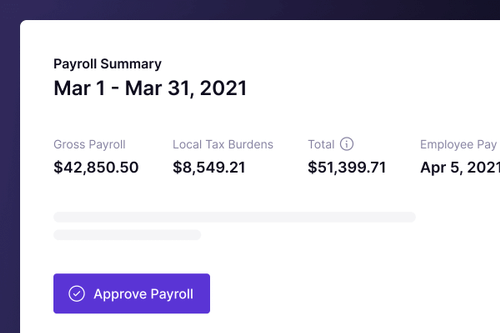 Payroll Summary
Mar 1 - Mar 31, 2021
Gross Payroll Local Tax Burdens Total Employee Pay
$42,850.50 $8,549.21 $51,399.71 Apr 5, 2021
Approve Payroll